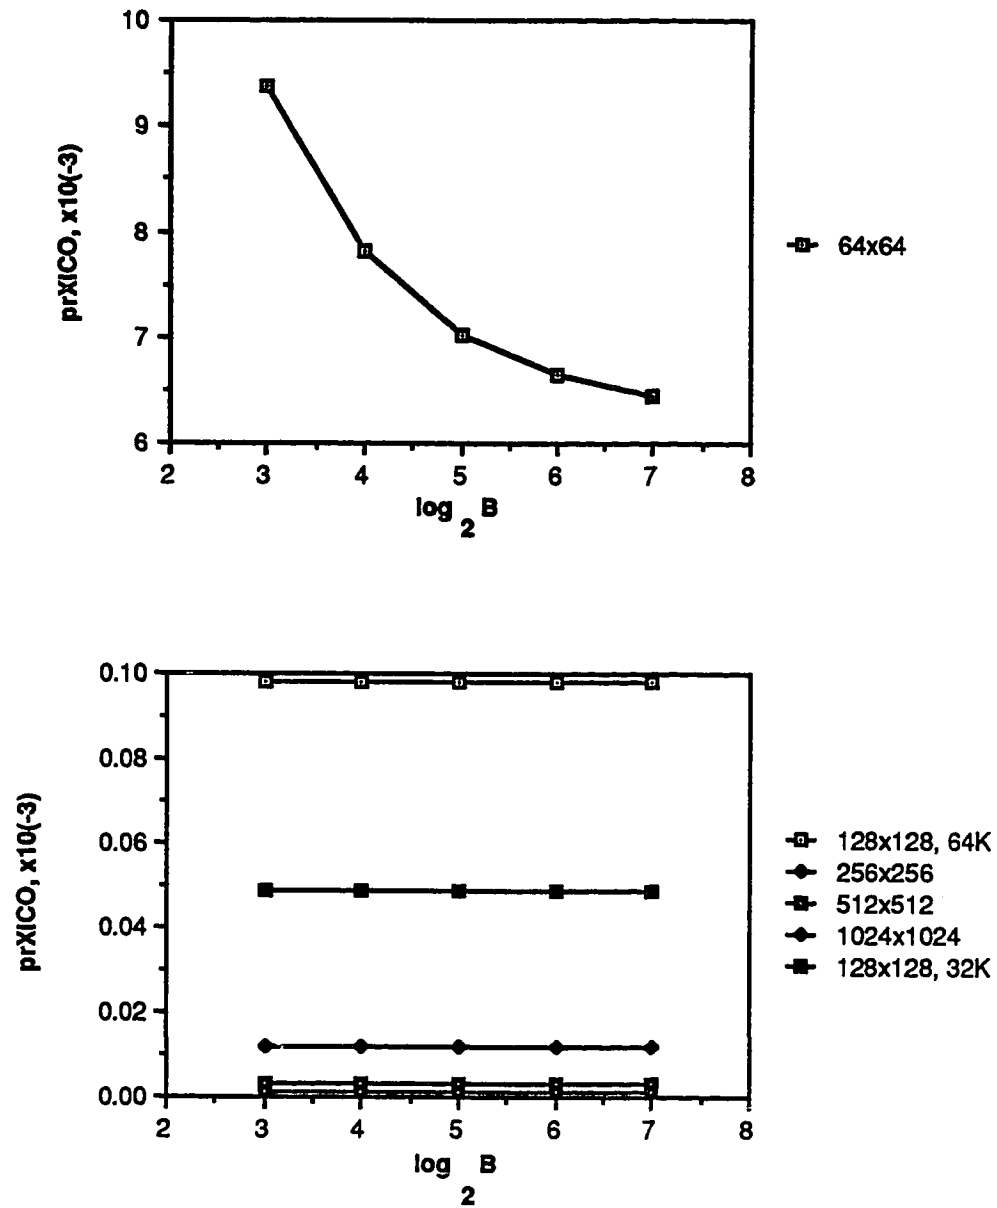 10
9
8
7
6
prXICO, x10(-3)
2 3 4 5 6 7 8
log 2 B
64x64
0.10
0.08
0.06
0.04
0.02
0.00
prXICO, x10(-3)
2 3 4 5 6 7 8
log 2 B
128x128, 64K
256x256
512x512
1024x1024
128x128, 32K